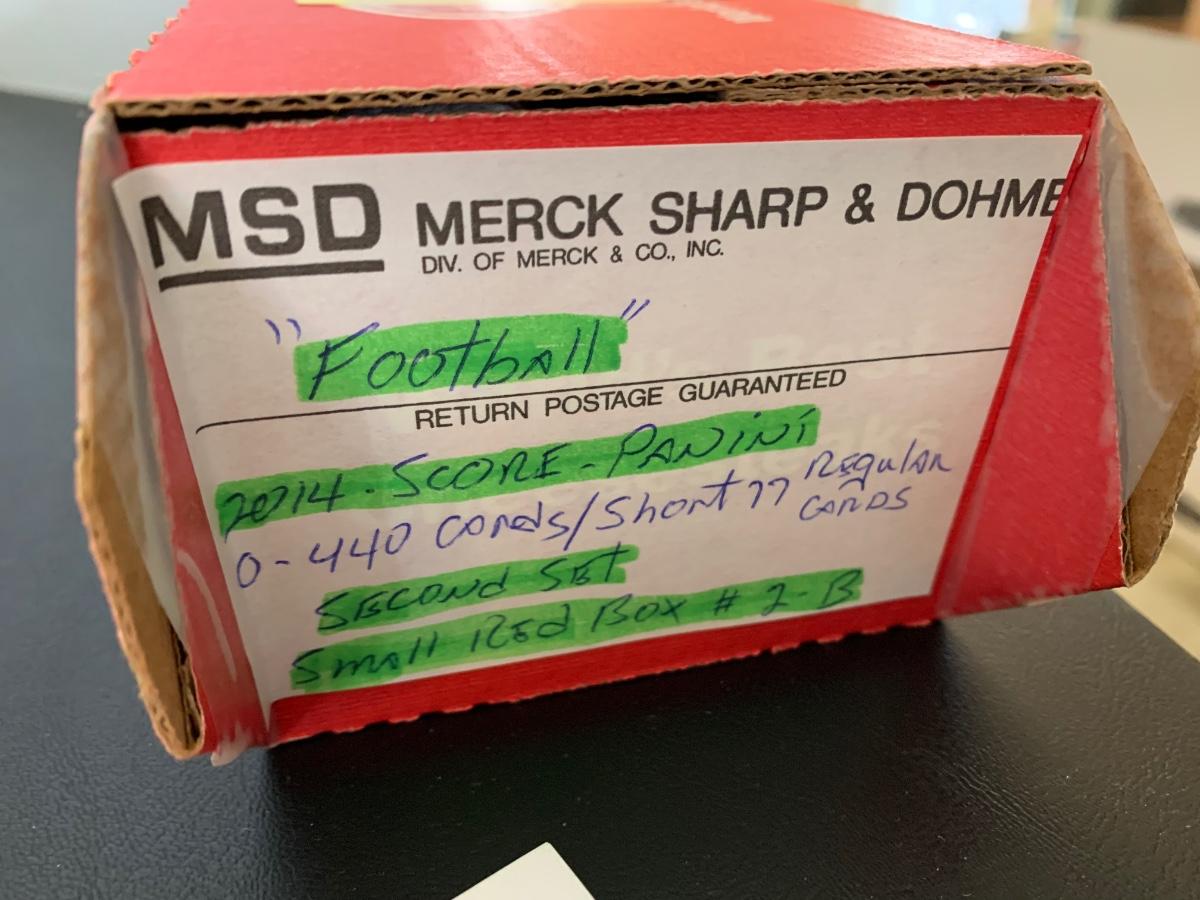 MSD MERCK SHARP & DOHME
DIV. OF MERCK & CO., INC.
"Football"
RETURN POSTAGE GUARANTEED
2014 - SCORE - PANINI
0-440 CARDS/Short 77 Regular
CARDS
SECOND SET
Small Red Box # 2-B